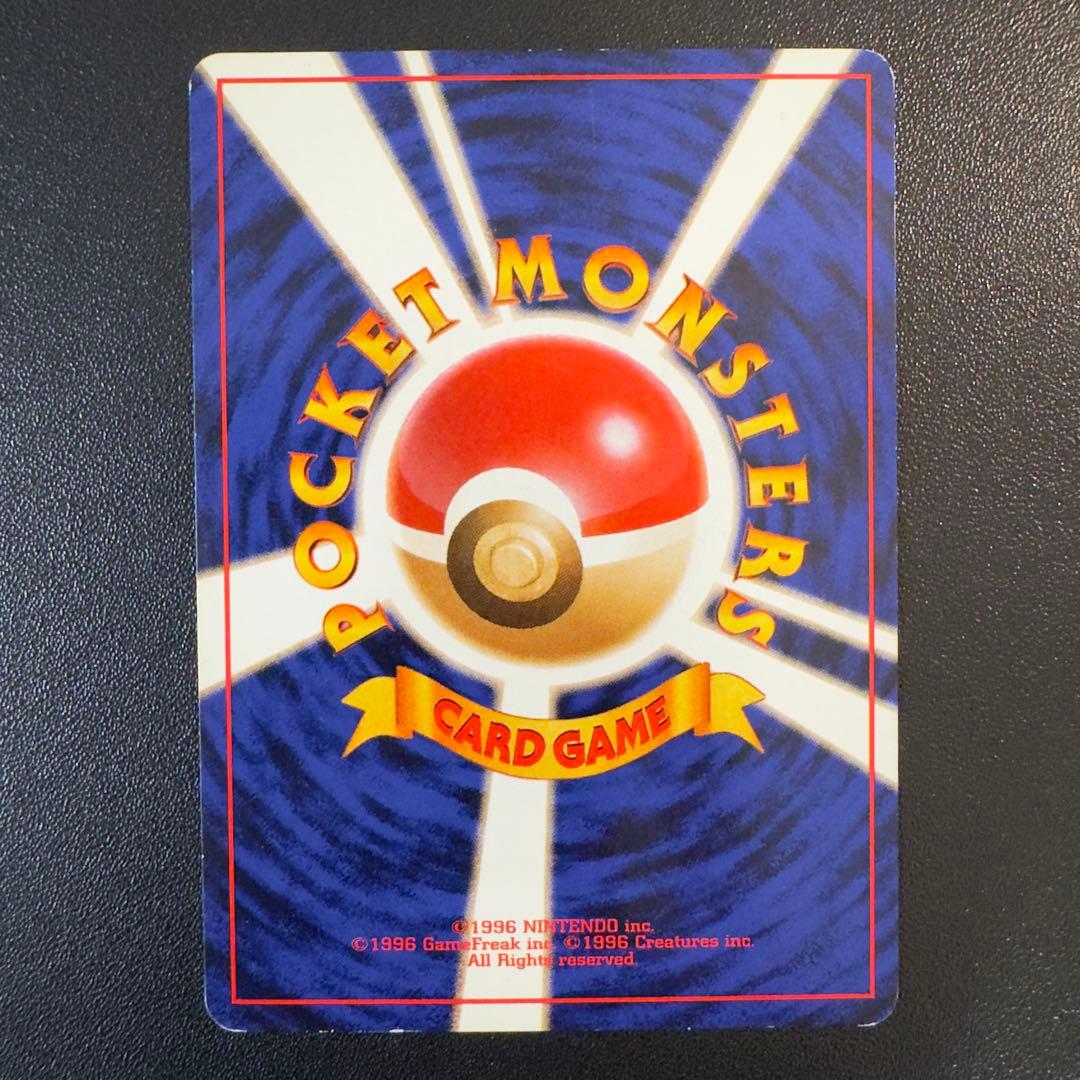 POCKET MONSTERS
CARD GAME
©1996 NINTENDO inc.
©1996 GameFreak inc. ©1996 Creatures inc.
All Rights reserved.